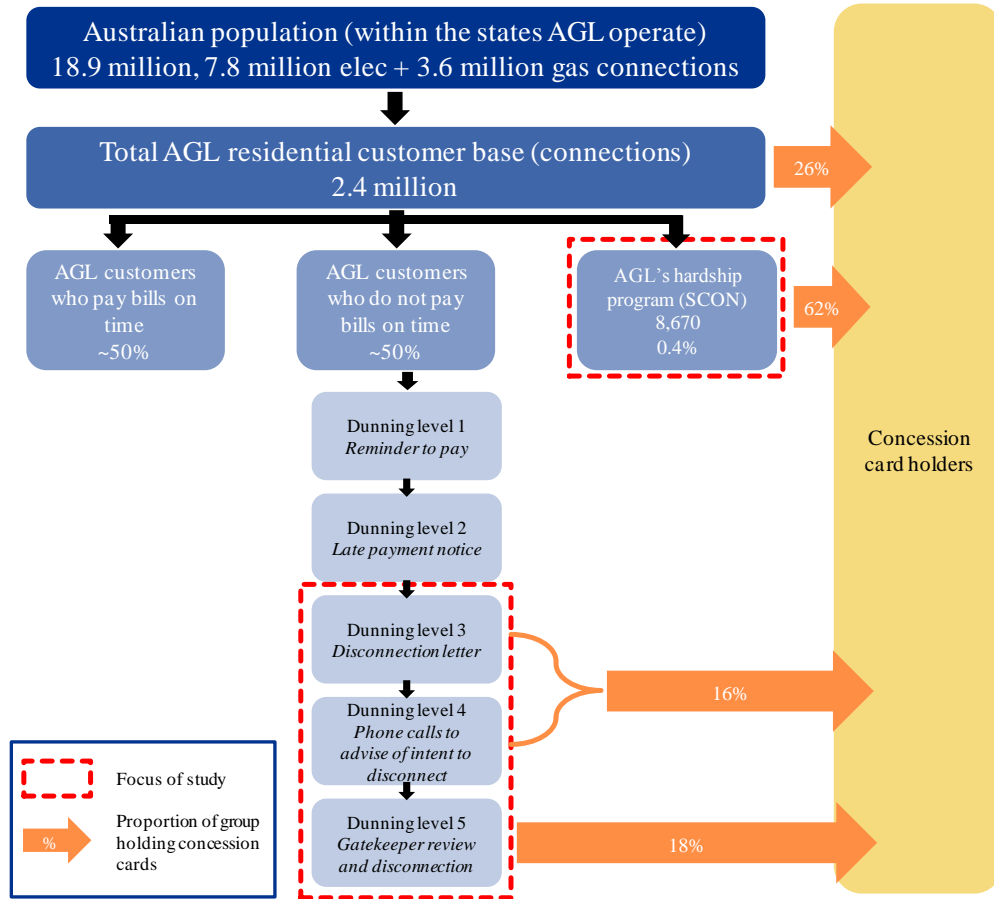 Australian population (within the states AGL operate)
18.9 million, 7.8 million elec + 3.6 million gas connections
Total AGL residential customer base (connections)
2.4 million
26%
AGL customers
who pay bills on
time
~50%
AGL customers
who do not pay
bills on time
~50%
AGL's hardship
program (SCON)
8,670
0.4%
62%
Concession
card holders
Dunning level 1
Reminder to pay
Dunning level 2
Late payment notice
Dunning level 3
Disconnection letter
Dunning level 4
Phone calls to
advise of intent to
disconnect
16%
Dunning level 5
Gatekeeper review
and disconnection
18%
Focus of study
%
Proportion of group
holding concession
cards